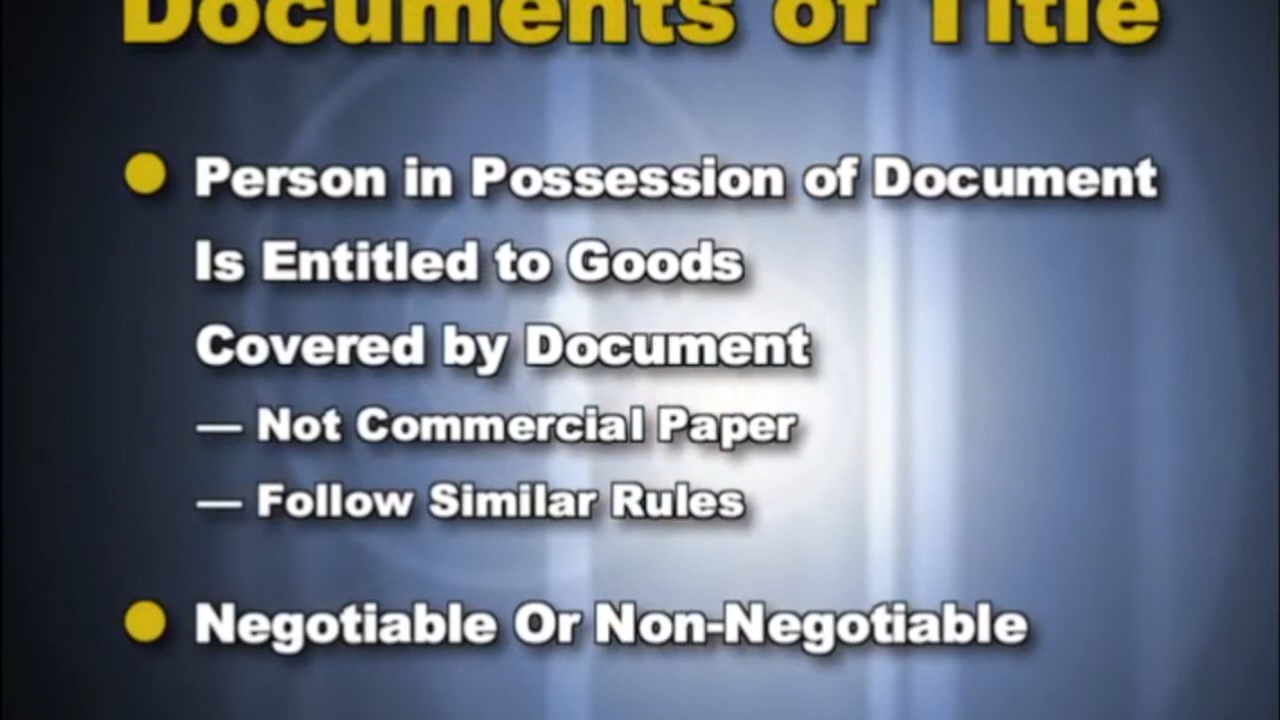 Documents of Title
Person in Possession of Document
Is Entitled to Goods
Covered by Document
— Not Commercial Paper
— Follow Similar Rules
Negotiable Or Non-Negotiable